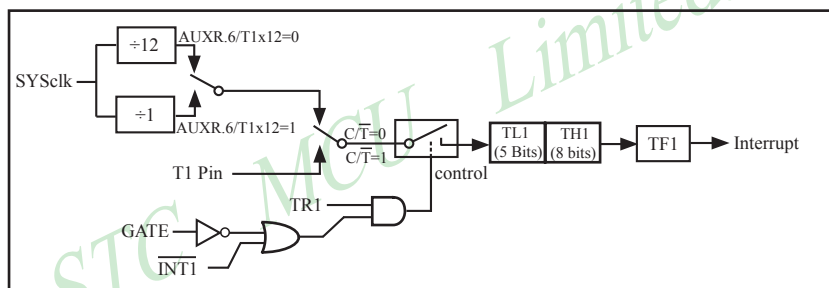 ÷12
AUXR.6/T1x12=0
SYSclk
÷1
AUXR.6/T1x12=1
C/T̅=0
C/T̅=1
T1 Pin
control
TL1
(5 Bits)
TH1
(8 bits)
TF1
Interrupt
TR1
GATE
I̅N̅T̅1̅
STC MCU Limited